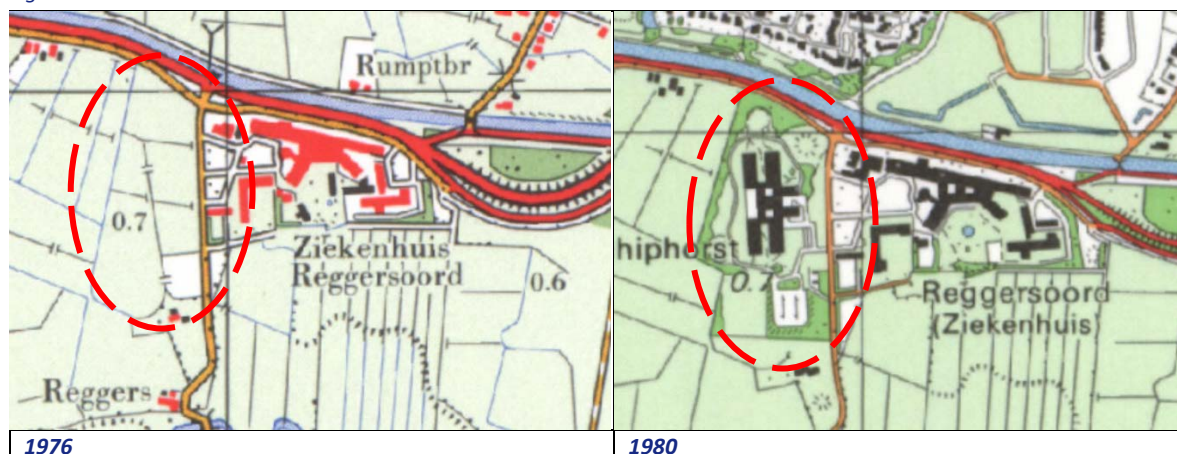 Rumptbr
0.7
Ziekenhuis
Reggersoord
0.6
Reggers
1976
hiphorst
0.7
Reggersoord
(Ziekenhuis)
1980